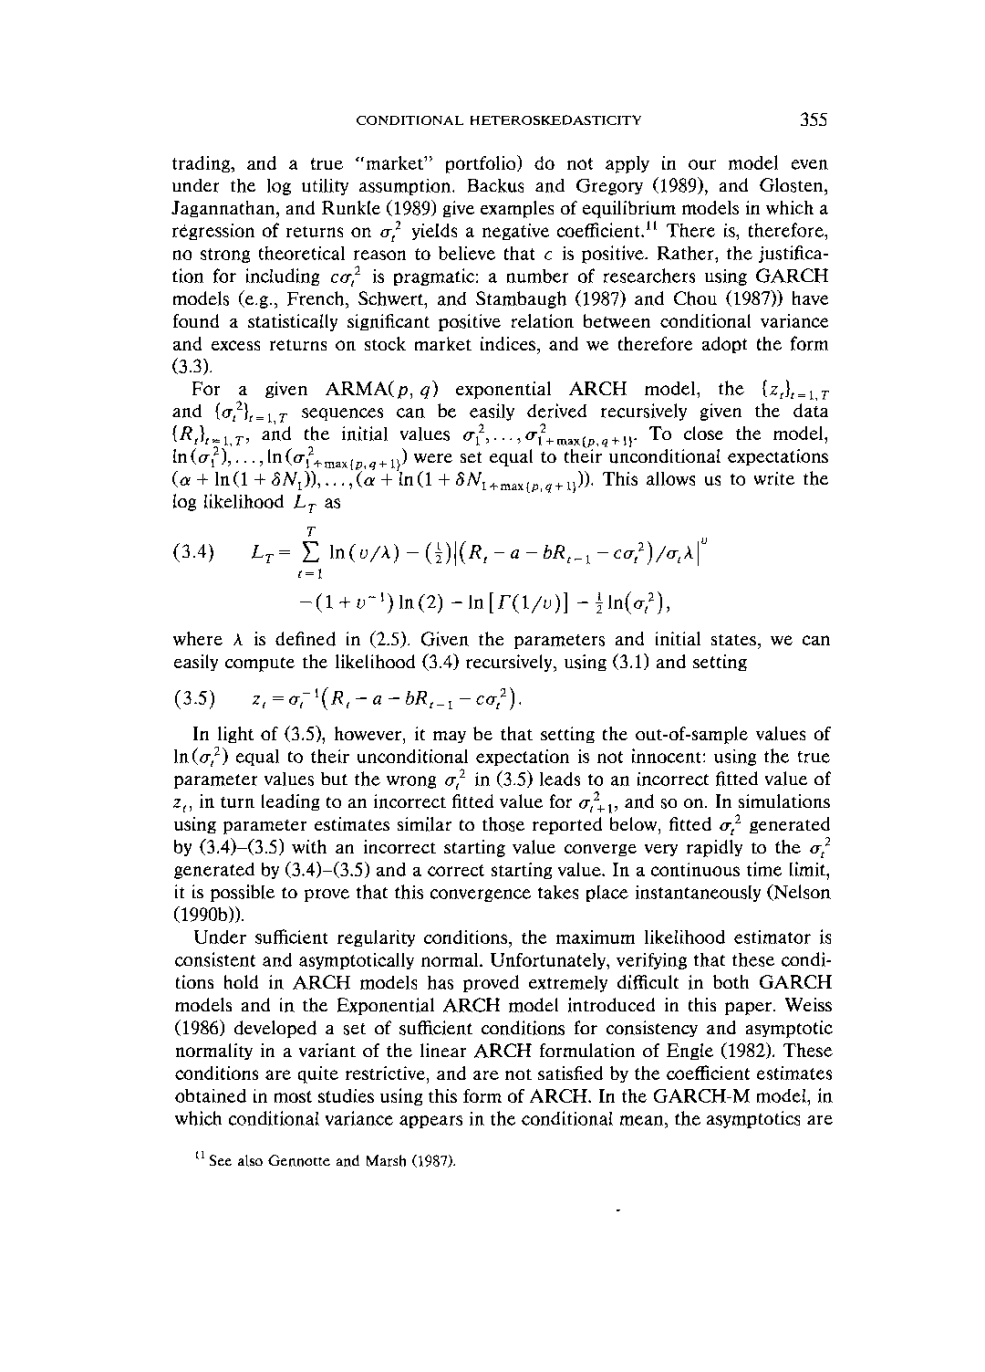 CONDITIONAL HETEROSKEDASTICITY 355
trading, and a true “market” portfolio) do not apply in our model even
under the log utility assumption. Backus and Gregory (1989), and Glosten,
Jagannathan, and Runkle (1989) give examples of equilibrium models in which a
regression of returns on σ_t^2 yields a negative coefficient.^11 There is, therefore,
no strong theoretical reason to believe that c is positive. Rather, the justifica-
tion for including cσ_t^2 is pragmatic: a number of researchers using GARCH
models (e.g., French, Schwert, and Stambaugh (1987) and Chou (1987)) have
found a statistically significant positive relation between conditional variance
and excess returns on stock market indices, and we therefore adopt the form
(3.3).
For a given ARMA(p, q) exponential ARCH model, the {z_t}_{t=1,T}
and {σ_t^2}_{t=1,T} sequences can be easily derived recursively given the data
{R_t}_{t=1,T}, and the initial values σ_1^2,...,σ_{1+max{p,q+1}}^2. To close the model,
ln(σ_1^2),...,ln(σ_{1+max{p,q+1}}^2) were set equal to their unconditional expectations
(α + ln(1 + δN_1)),...,(α + ln(1 + δN_{1+max{p,q+1}})). This allows us to write the
log likelihood L_T as
(3.4) L_T = Σ_{t=1}^T ln(υ/λ) − (½)|(R_t − a − bR_{t−1} − cσ_t^2)/σ_tλ|^υ
−(1 + υ^{−1}) ln(2) − ln[Γ(1/υ)] − ½ ln(σ_t^2),
where λ is defined in (2.5). Given the parameters and initial states, we can
easily compute the likelihood (3.4) recursively, using (3.1) and setting
(3.5) z_t = σ_t^{−1}(R_t − a − bR_{t−1} − cσ_t^2).
In light of (3.5), however, it may be that setting the out-of-sample values of
ln(σ_t^2) equal to their unconditional expectation is not innocent: using the true
parameter values but the wrong σ_t^2 in (3.5) leads to an incorrect fitted value of
z_t, in turn leading to an incorrect fitted value for σ_{t+1}^2, and so on. In simulations
using parameter estimates similar to those reported below, fitted σ_t^2 generated
by (3.4)–(3.5) with an incorrect starting value converge very rapidly to the σ_t^2
generated by (3.4)–(3.5) and a correct starting value. In a continuous time limit,
it is possible to prove that this convergence takes place instantaneously (Nelson
(1990b)).
Under sufficient regularity conditions, the maximum likelihood estimator is
consistent and asymptotically normal. Unfortunately, verifying that these condi-
tions hold in ARCH models has proved extremely difficult in both GARCH
models and in the Exponential ARCH model introduced in this paper. Weiss
(1986) developed a set of sufficient conditions for consistency and asymptotic
normality in a variant of the linear ARCH formulation of Engle (1982). These
conditions are quite restrictive, and are not satisfied by the coefficient estimates
obtained in most studies using this form of ARCH. In the GARCH-M model, in
which conditional variance appears in the conditional mean, the asymptotics are
^11 See also Gennotte and Marsh (1987).